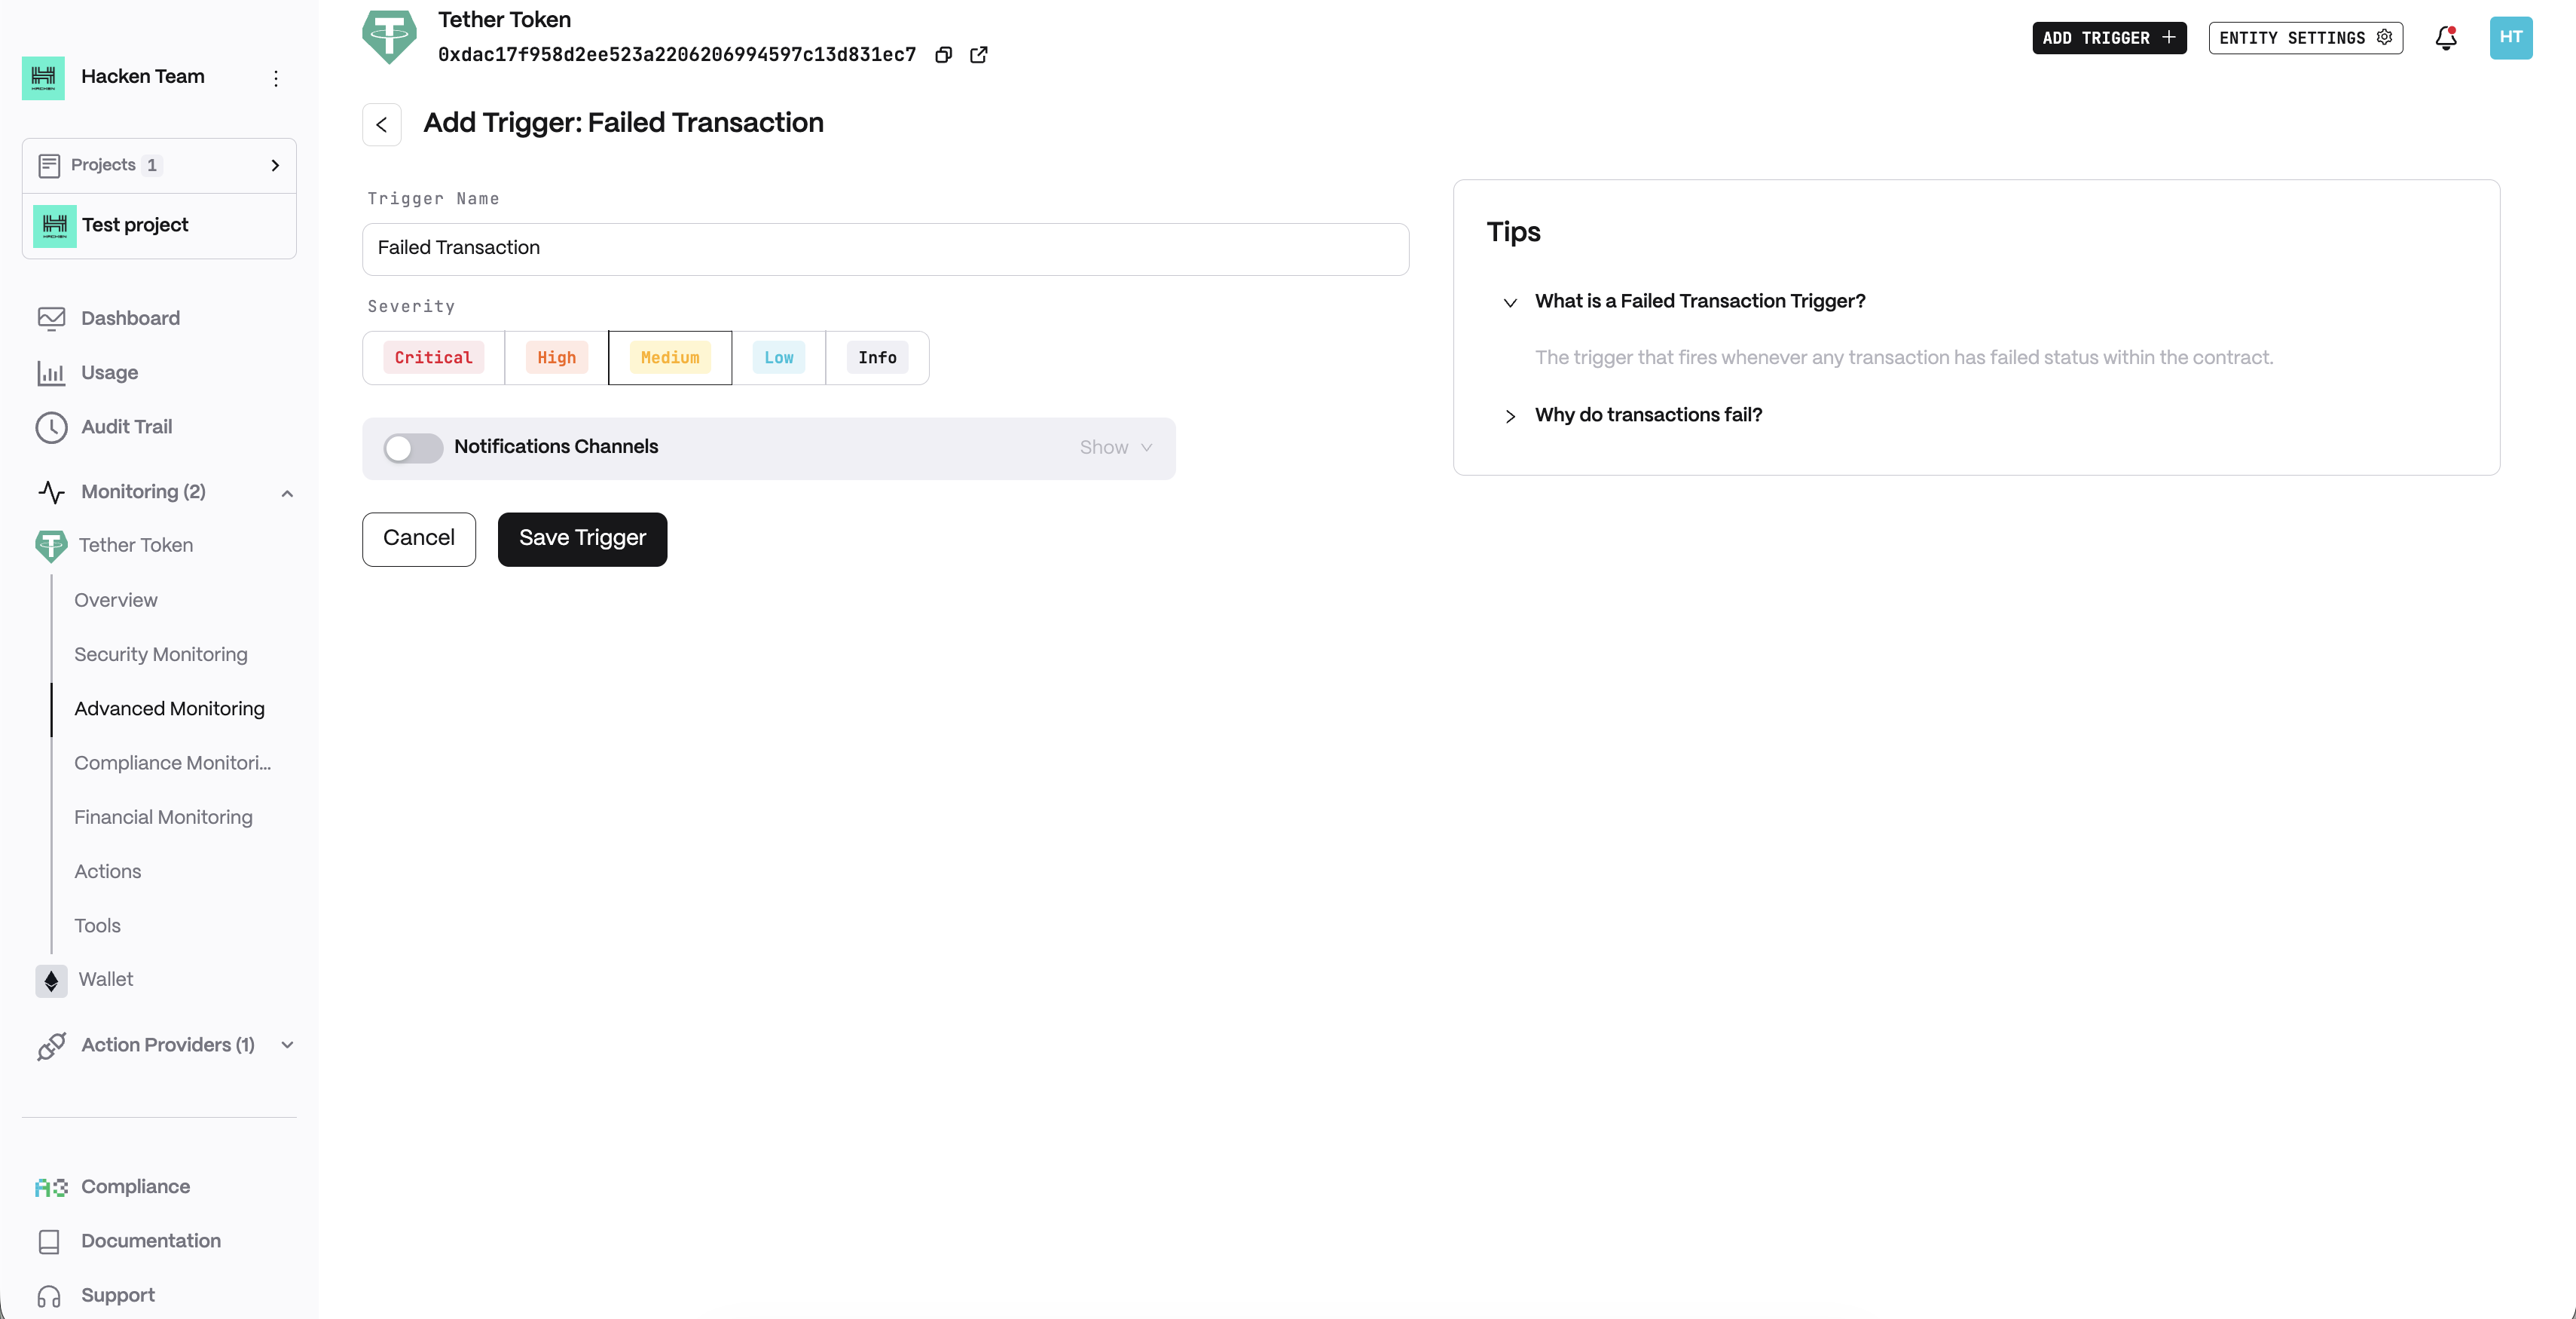 Hacken Team
Projects 1
Test project
Dashboard
Usage
Audit Trail
Monitoring (2)
Tether Token
Overview
Security Monitoring
Advanced Monitoring
Compliance Monitori...
Financial Monitoring
Actions
Tools
Wallet
Action Providers (1)
Compliance
Documentation
Support
Tether Token
0xdac17f958d2ee523a2206206994597c13d831ec7
ADD TRIGGER
ENTITY SETTINGS
HT
Add Trigger: Failed Transaction
Trigger Name
Failed Transaction
Severity
Critical High Medium Low Info
Notifications Channels
Show
Cancel
Save Trigger
Tips
What is a Failed Transaction Trigger?
The trigger that fires whenever any transaction has failed status within the contract.
Why do transactions fail?